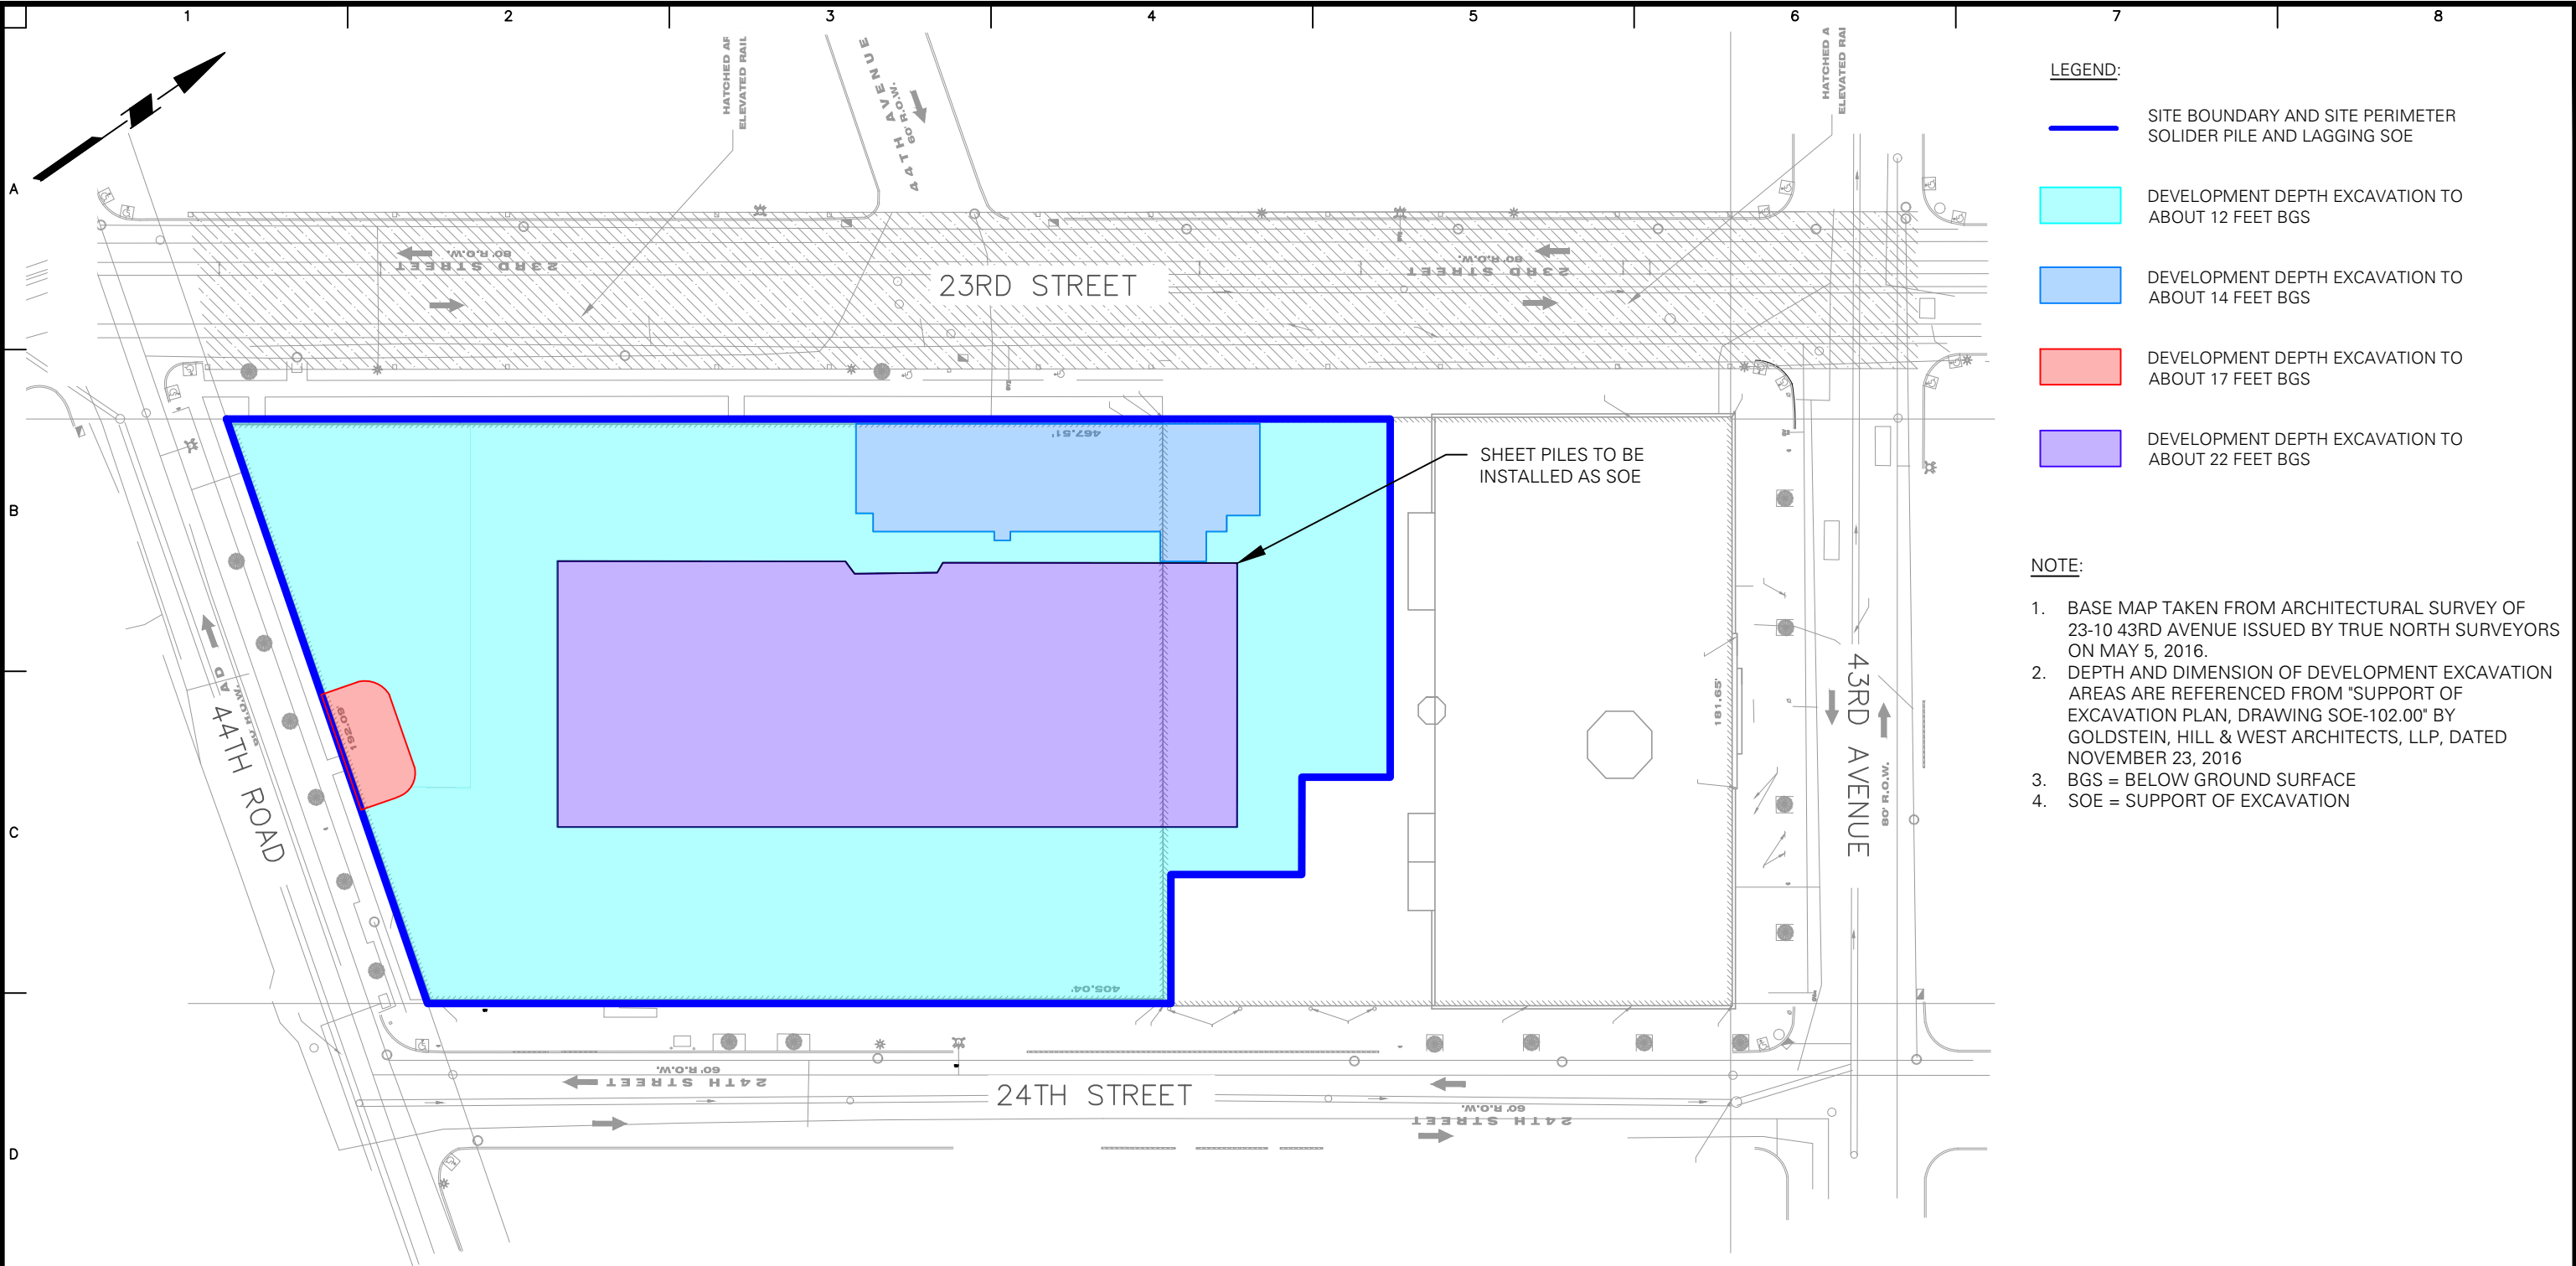 1 2 3 4 5 6 7 8
A
B
C
D
HATCHED AR
ELEVATED RAIL
44TH AVENUE
60' R.O.W.
HATCHED A
ELEVATED RAI
23RD STREET
80' R.O.W.
23RD STREET
23RD STREET
80' R.O.W.
467.51'
SHEET PILES TO BE
INSTALLED AS SOE
192.09'
44TH ROAD
60' R.O.W.
181.65'
43RD AVENUE
80' R.O.W.
405.04'
24TH STREET
60' R.O.W.
24TH STREET
24TH STREET
60' R.O.W.
LEGEND:
SITE BOUNDARY AND SITE PERIMETER
SOLIDER PILE AND LAGGING SOE
DEVELOPMENT DEPTH EXCAVATION TO
ABOUT 12 FEET BGS
DEVELOPMENT DEPTH EXCAVATION TO
ABOUT 14 FEET BGS
DEVELOPMENT DEPTH EXCAVATION TO
ABOUT 17 FEET BGS
DEVELOPMENT DEPTH EXCAVATION TO
ABOUT 22 FEET BGS
NOTE:
1. BASE MAP TAKEN FROM ARCHITECTURAL SURVEY OF
23-10 43RD AVENUE ISSUED BY TRUE NORTH SURVEYORS
ON MAY 5, 2016.
2. DEPTH AND DIMENSION OF DEVELOPMENT EXCAVATION
AREAS ARE REFERENCED FROM "SUPPORT OF
EXCAVATION PLAN, DRAWING SOE-102.00" BY
GOLDSTEIN, HILL & WEST ARCHITECTS, LLP, DATED
NOVEMBER 23, 2016
3. BGS = BELOW GROUND SURFACE
4. SOE = SUPPORT OF EXCAVATION